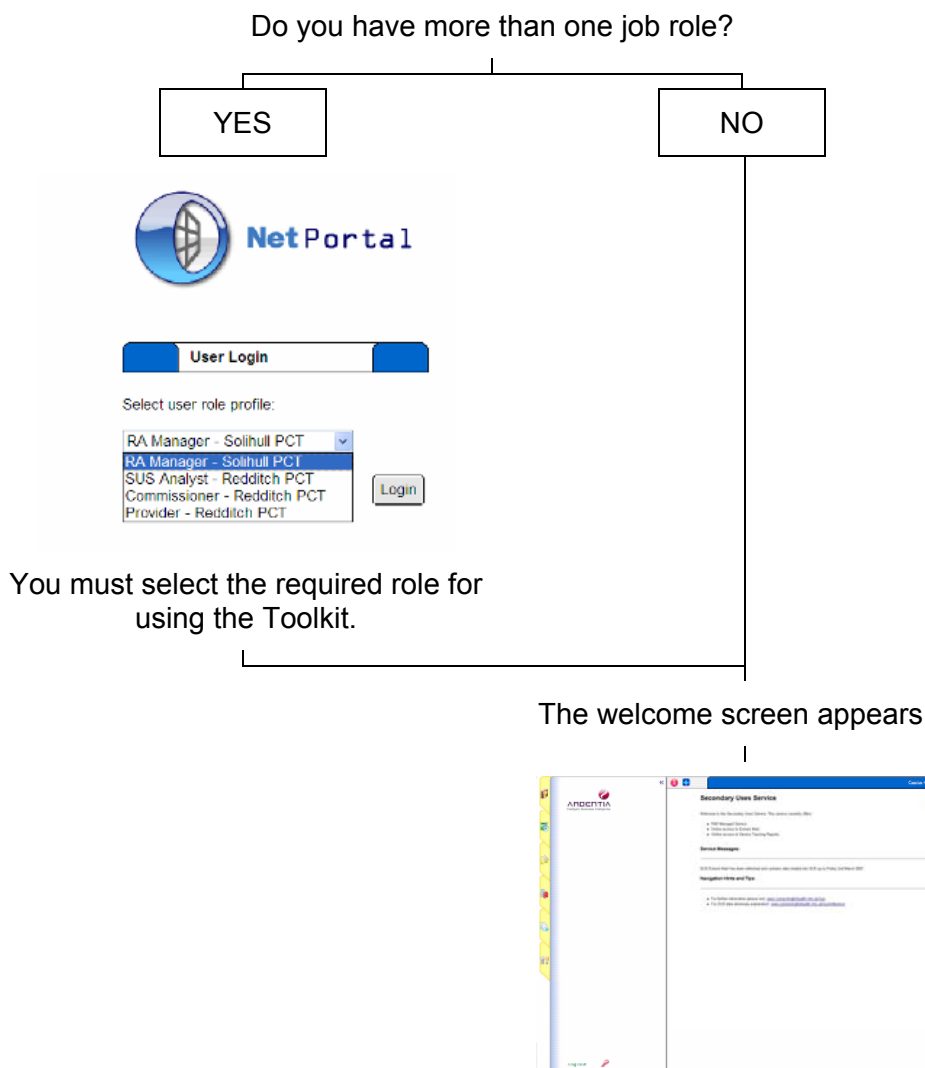 Do you have more than one job role?
YES
NO
NetPortal
User Login
Select user role profile:
RA Manager - Solihull PCT
RA Manager - Solihull PCT
SUS Analyst - Redditch PCT
Commissioner - Redditch PCT
Provider - Redditch PCT
Login
You must select the required role for
using the Toolkit.
The welcome screen appears
ARDENTIA
Secondary Uses Service
Service Messages:
Navigation Hints and Tips